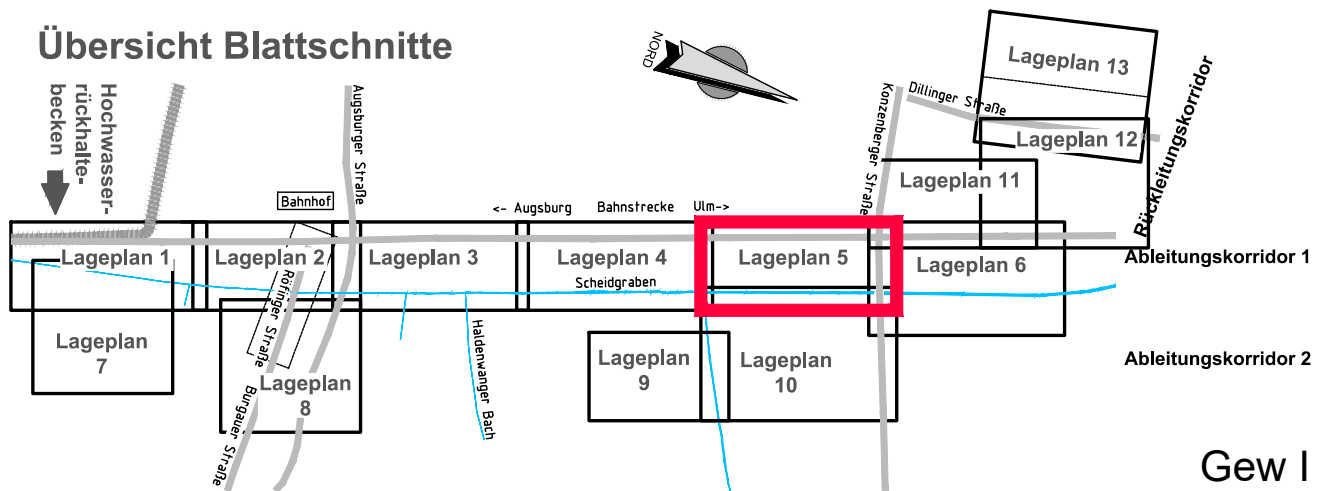 Übersicht Blattschnitte
NORD
Hochwasser-
rückhalte-
becken
Augsburger Straße
Bahnhof
<- Augsburg Bahnstrecke Ulm->
Konzenberger Straße
Dillinger Straße
Lageplan 13
Lageplan 12
Lageplan 11
Rückleitungskorridor
Lageplan 1
Lageplan 2
Lageplan 3
Lageplan 4
Lageplan 5
Lageplan 6
Ableitungskorridor 1
Scheidgraben
Röfinger Straße
Haldenwanger Bach
Lageplan
7
Lageplan
8
Lageplan
9
Lageplan
10
Ableitungskorridor 2
Burgauer Straße
Gew I